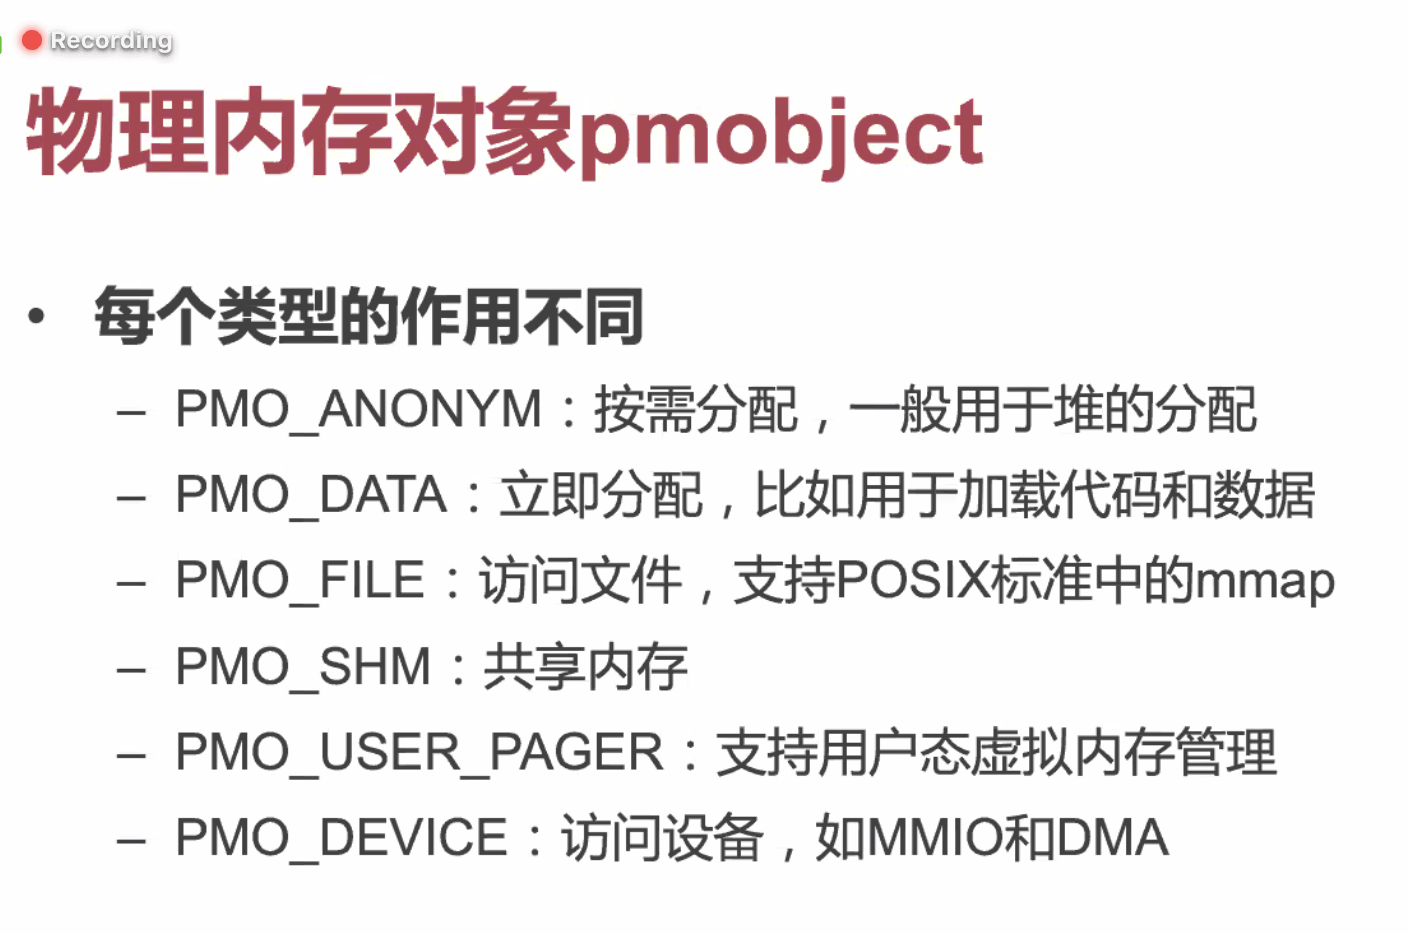 Recording
物理内存对象pmobject
• 每个类型的作用不同
– PMO_ANONYM：按需分配，一般用于堆的分配
– PMO_DATA：立即分配，比如用于加载代码和数据
– PMO_FILE：访问文件，支持POSIX标准中的mmap
– PMO_SHM：共享内存
– PMO_USER_PAGER：支持用户态虚拟内存管理
– PMO_DEVICE：访问设备，如MMIO和DMA